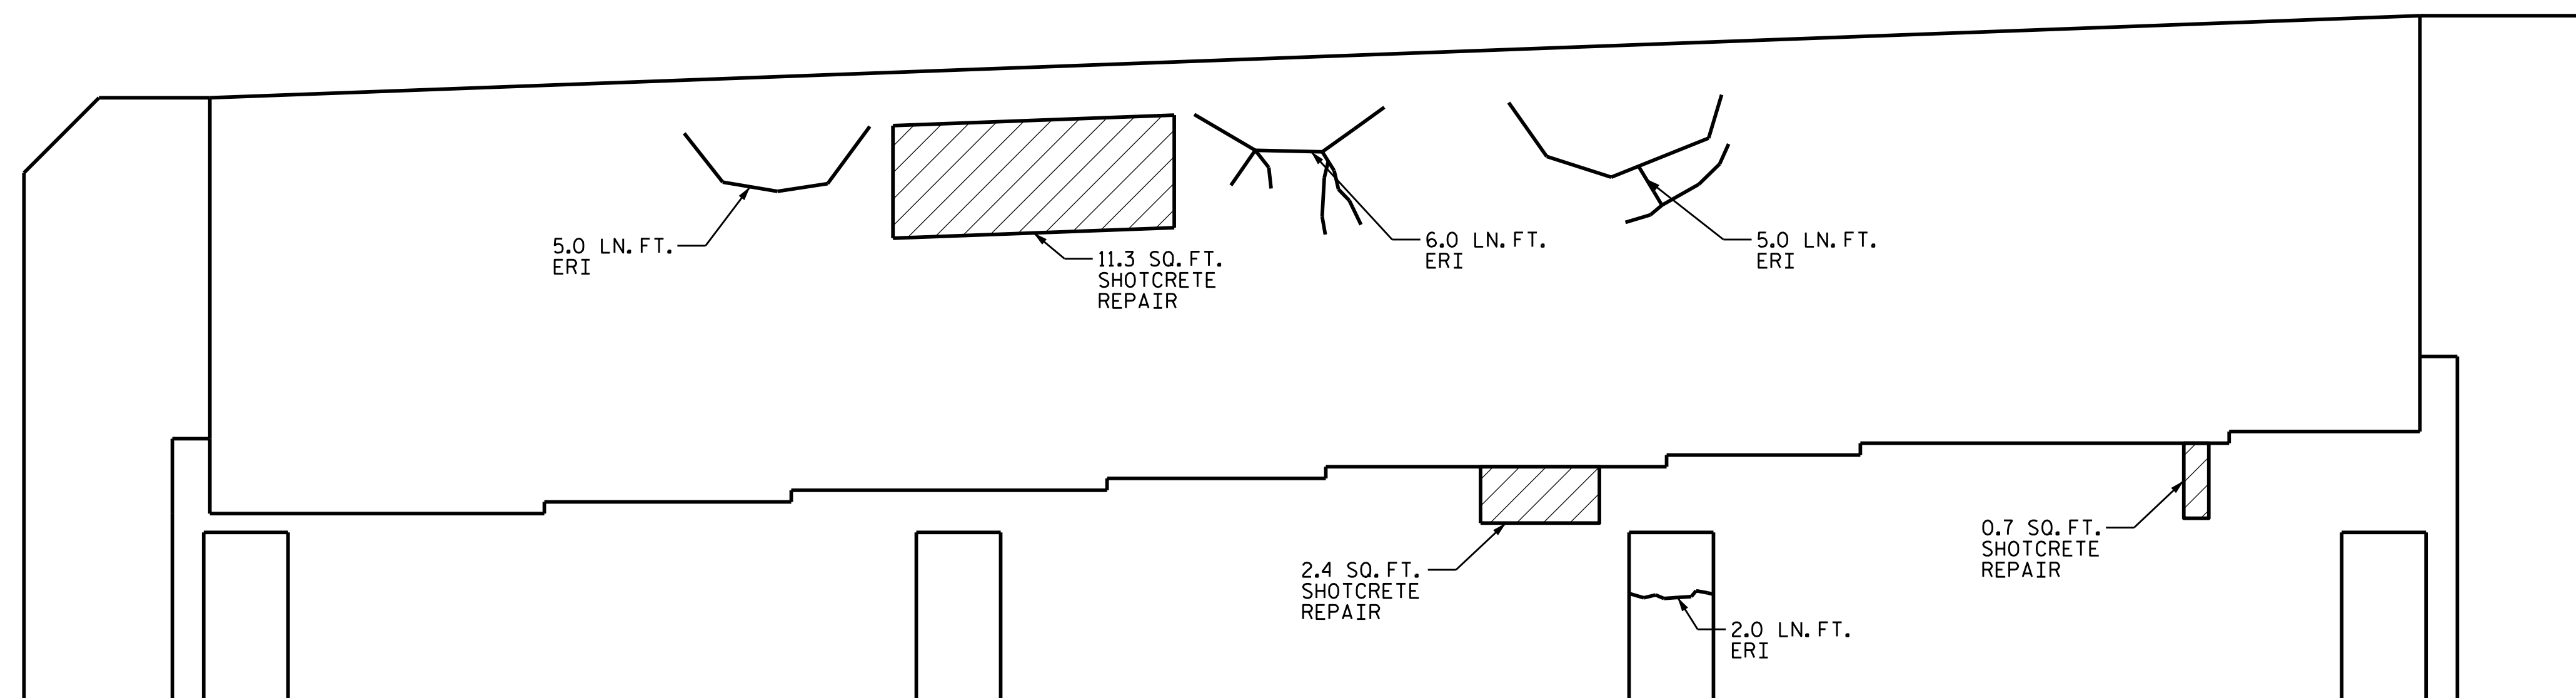 5.0 LN.FT.
ERI
11.3 SQ.FT.
SHOTCRETE
REPAIR
6.0 LN.FT.
ERI
5.0 LN.FT.
ERI
2.4 SQ.FT.
SHOTCRETE
REPAIR
2.0 LN.FT.
ERI
0.7 SQ.FT.
SHOTCRETE
REPAIR